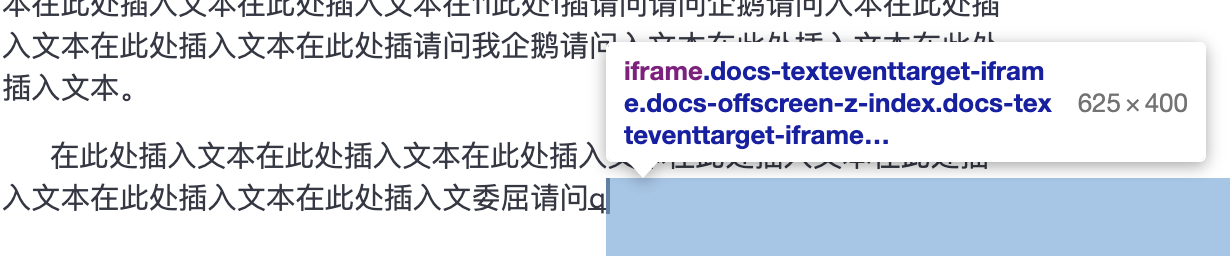 本在此处插入文本在此处插入文本在11此处1插请问请问企鹅请问入本在此处插
入文本在此处插入文本在此处插请问我企鹅请问入文本在此处插入文本在此处
插入文本。
iframe.docs-texteventtarget-ifram
e.docs-offscreen-z-index.docs-tex
teventtarget-iframe…
625 × 400
在此处插入文本在此处插入文本在此处插入文本在此处插入文本在此处插
入文本在此处插入文本在此处插入文委屈请问q